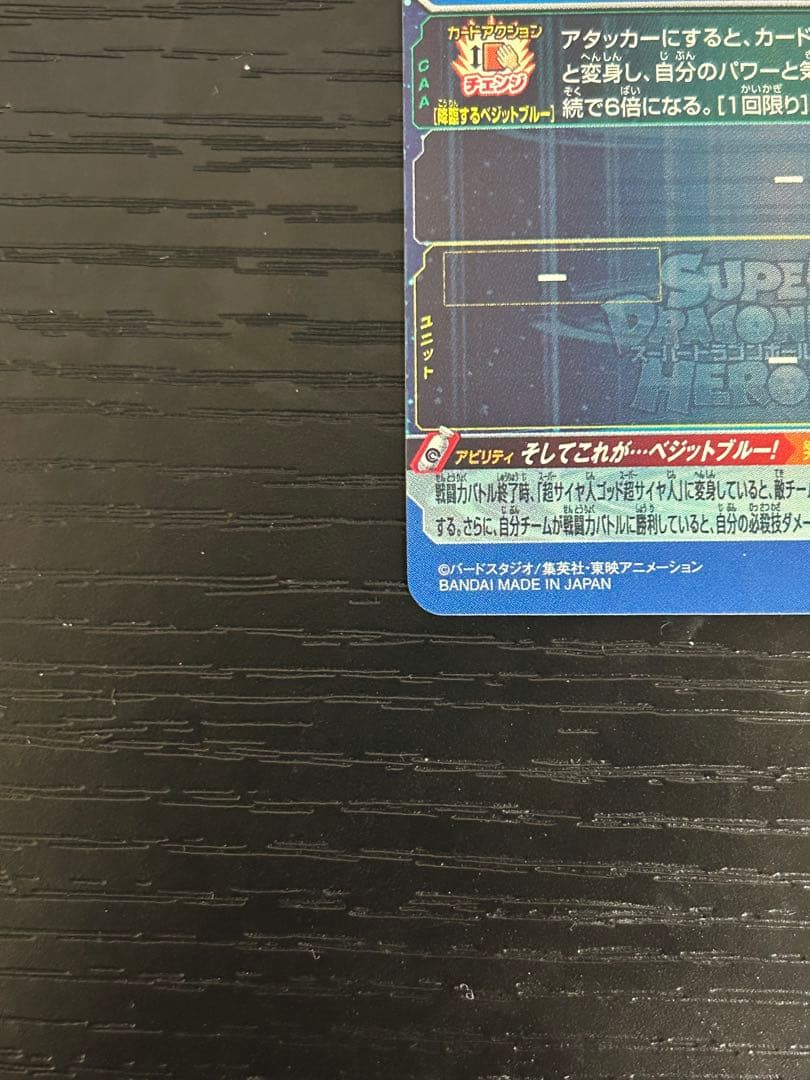 カードアクション
チェンジ
CAA
[降臨するベジットブルー]
アタッカーにすると、カード
と変身し、自分のパワーと気
続で6倍になる。[1回限り]
ー
ー
ユニット
SUPE
DRAGON
スーパードラゴンボール
HERO
アビリティ そしてこれが…ベジットブルー!
戦闘力バトル終了時、「超サイヤ人ゴッド超サイヤ人」に変身していると、敵チー
する。さらに、自分チームが戦闘力バトルに勝利していると、自分の必殺技ダメー
©バードスタジオ/集英社・東映アニメーション
BANDAI MADE IN JAPAN